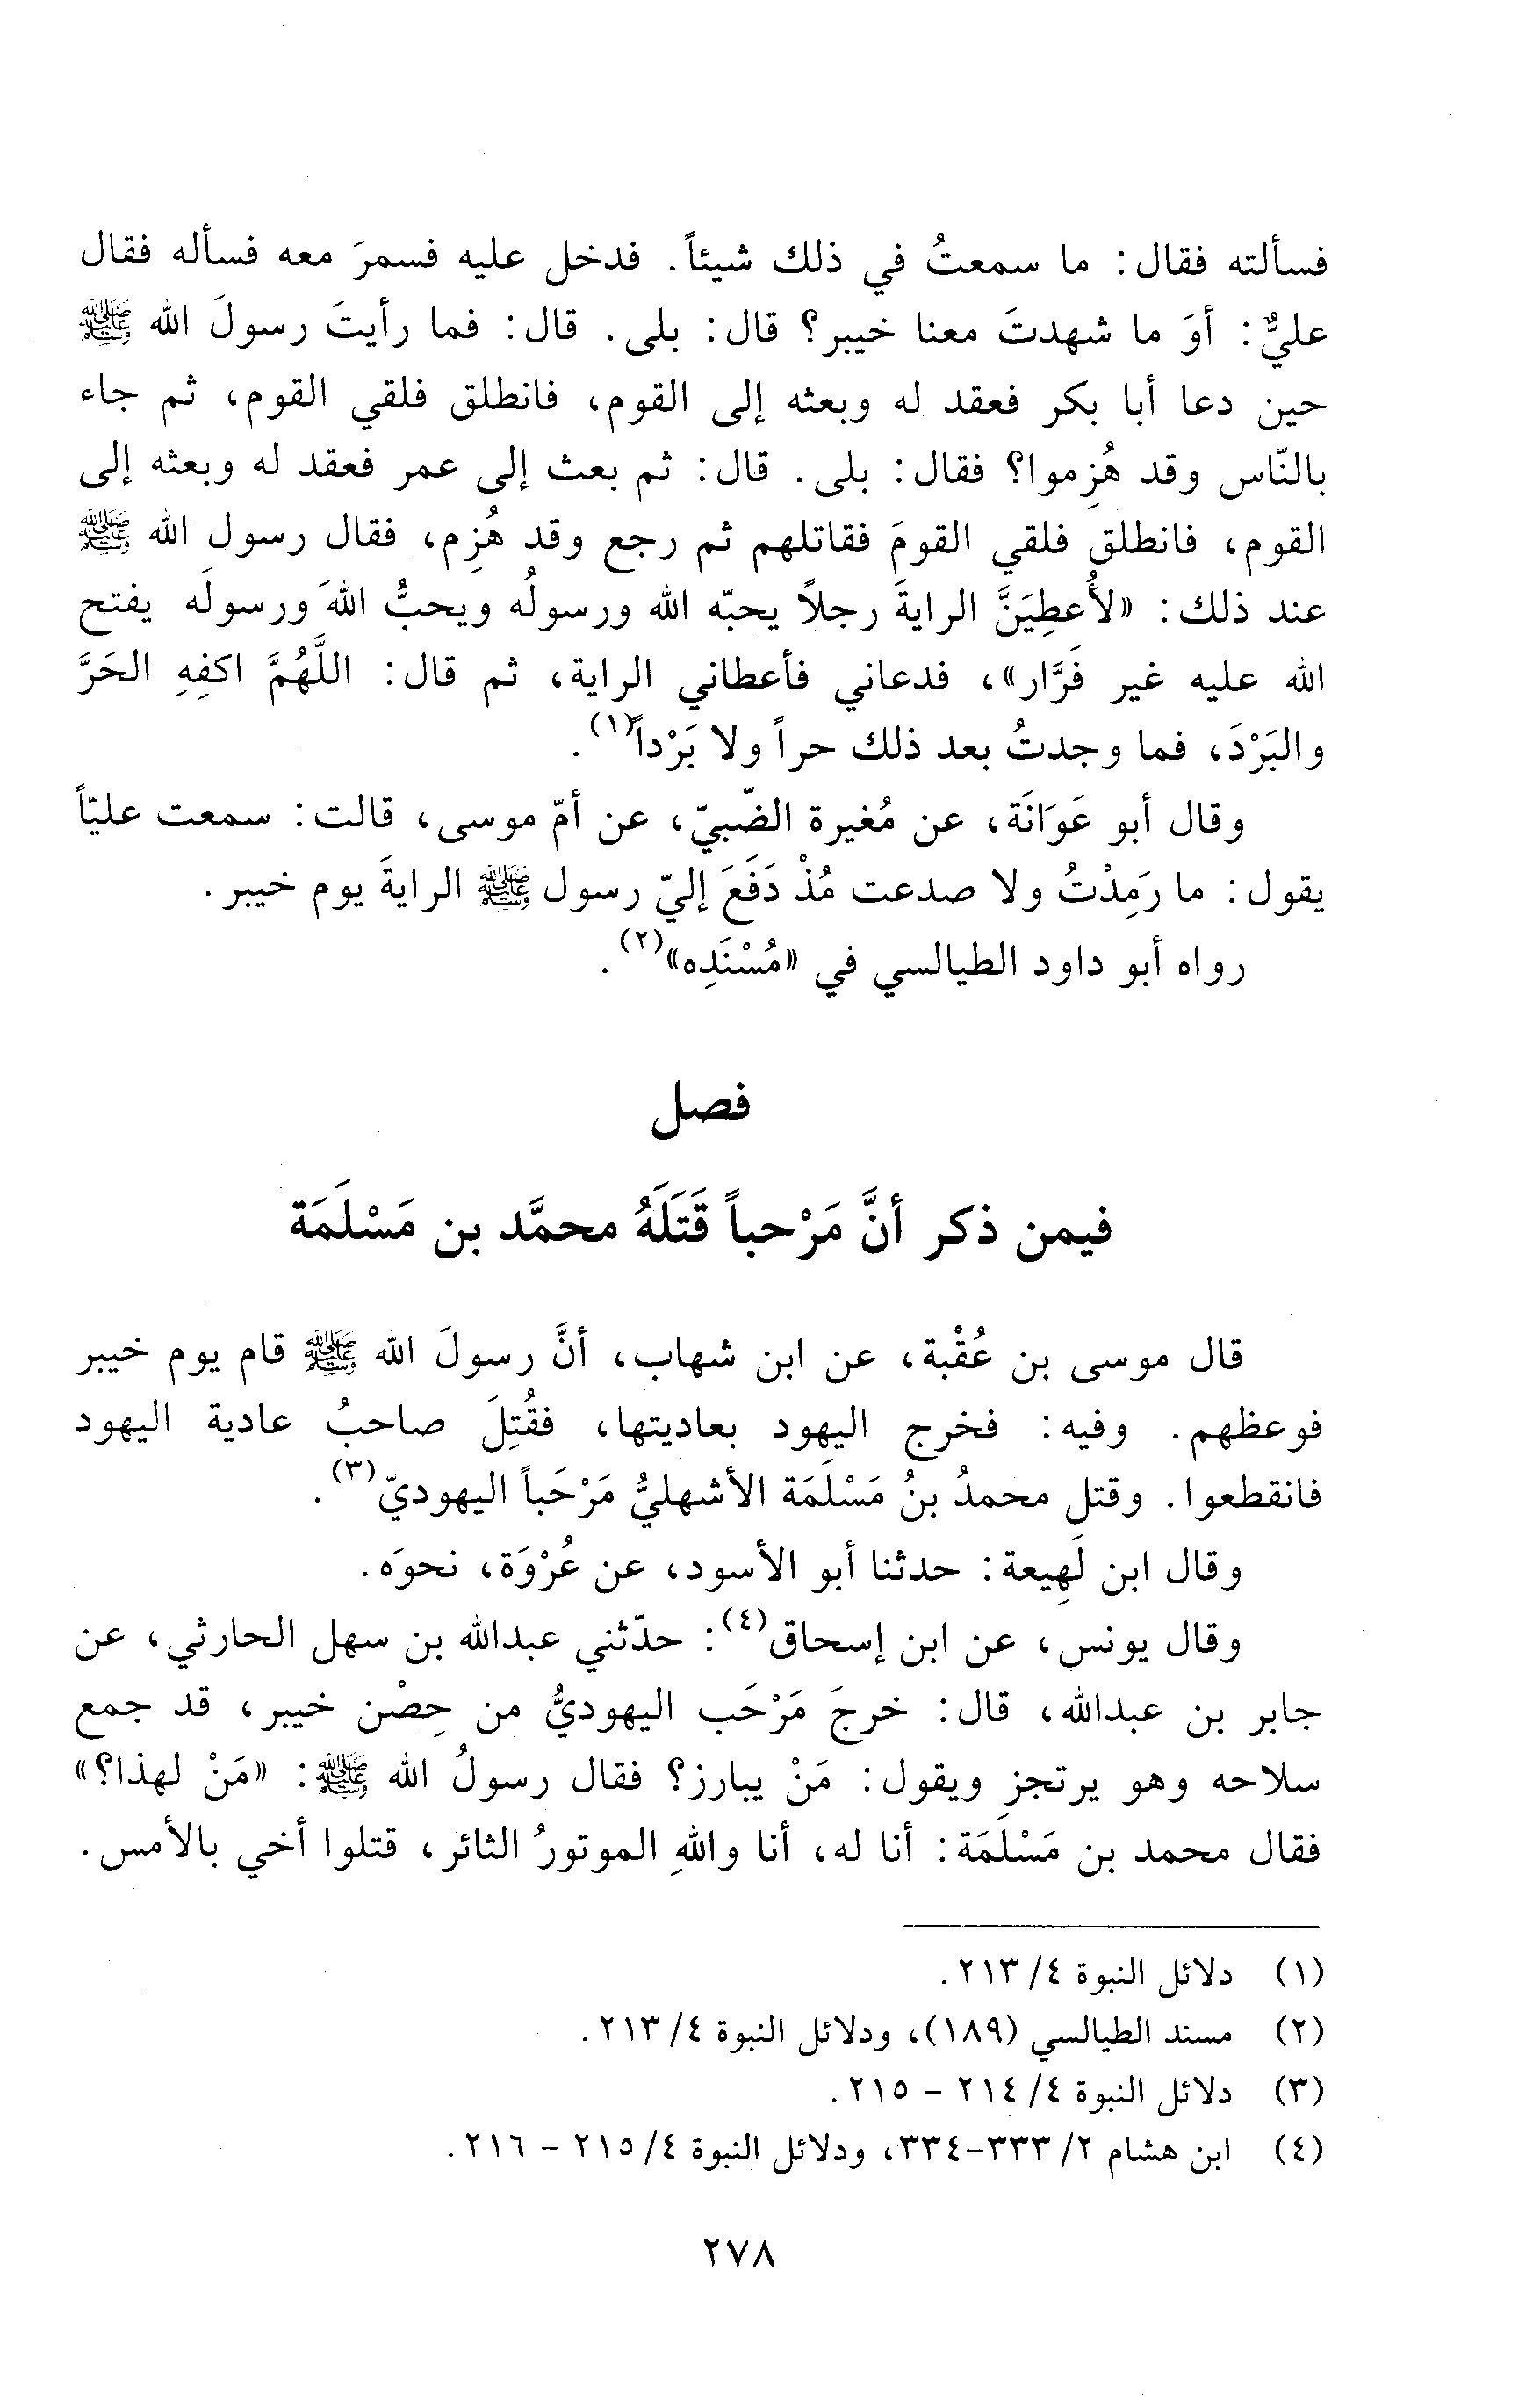 فسألته فقال: ما سمعتُ في ذلك شيئاً. فدخل عليه فسمرَ معه فسأله فقال
عليٌّ: أوَ ما شهدتَ معنا خيبر؟ قال: بلى. قال: فما رأيتَ رسولَ الله ﷺ
حين دعا أبا بكر فعقد له وبعثه إلى القوم، فانطلق فلقي القوم، ثم جاء
بالنّاس وقد هُزِموا؟ فقال: بلى. قال: ثم بعث إلى عمر فعقد له وبعثه إلى
القوم، فانطلق فلقي القومَ فقاتلهم ثم رجع وقد هُزِم، فقال رسول الله ﷺ
عند ذلك: «لأُعطِيَنَّ الرايةَ رجلاً يحبّه الله ورسولُه ويحبُّ اللهَ ورسولَه يفتح
الله عليه غير فَرَّار»، فدعاني فأعطاني الراية، ثم قال: اللَّهُمَّ اكفِهِ الحَرَّ
والبَرْدَ، فما وجدتُ بعد ذلك حراً ولا بَرْداً(١).
وقال أبو عَوَانَة، عن مُغيرة الضّبيّ، عن أمّ موسى، قالت: سمعت عليّاً
يقول: ما رَمِدْتُ ولا صدعت مُذْ دَفَعَ إليّ رسول ﷺ الرايةَ يوم خيبر.
رواه أبو داود الطيالسي في «مُسْنَدِه»(٢).
فصل
فيمن ذكر أنَّ مَرْحباً قَتَلَهُ محمَّد بن مَسْلَمَة
قال موسى بن عُقْبة، عن ابن شهاب، أنَّ رسولَ الله ﷺ قام يوم خيبر
فوعظهم. وفيه: فخرج اليهود بعاديتها، فقُتِلَ صاحبُ عادية اليهود
فانقطعوا. وقتل محمدُ بنُ مَسْلَمَة الأشهليُّ مَرْحَباً اليهوديّ(٣).
وقال ابن لَهِيعة: حدثنا أبو الأسود، عن عُرْوَة، نحوَه.
وقال يونس، عن ابن إسحاق(٤): حدّثني عبدالله بن سهل الحارثي، عن
جابر بن عبدالله، قال: خرجَ مَرْحَب اليهوديُّ من حِصْن خيبر، قد جمع
سلاحه وهو يرتجز ويقول: مَنْ يبارز؟ فقال رسولُ الله ﷺ: «مَنْ لهذا؟»
فقال محمد بن مَسْلَمَة: أنا له، أنا واللهِ الموتورُ الثائر، قتلوا أخي بالأمس.
(١) دلائل النبوة ٤/ ٢١٣.
(٢) مسند الطيالسي (١٨٩)، ودلائل النبوة ٤/ ٢١٣.
(٣) دلائل النبوة ٤/ ٢١٤ - ٢١٥.
(٤) ابن هشام ٢/ ٣٣٣-٣٣٤، ودلائل النبوة ٤/ ٢١٥ - ٢١٦.
٢٧٨